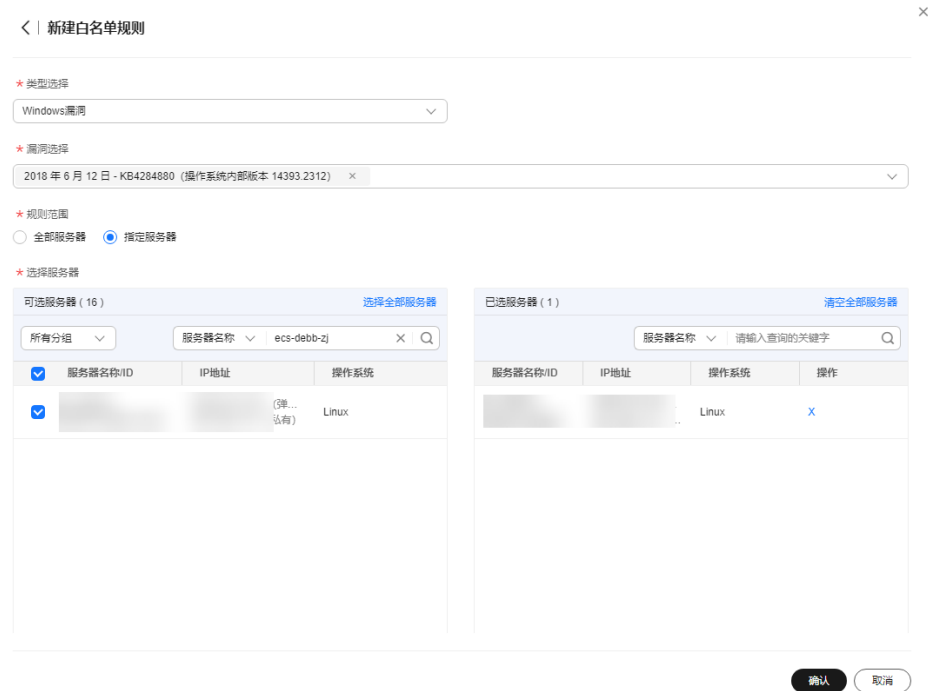 新建白名单规则
* 类型选择
Windows漏洞
* 漏洞选择
2018 年 6 月 12 日 - KB4284880（操作系统内部版本 14393.2312） ×
* 规则范围
全部服务器 指定服务器
* 选择服务器
可选服务器 ( 16 ) 选择全部服务器
所有分组 服务器名称 ecs-debb-zj
服务器名称/ID IP地址 操作系统
(弹...
私有) Linux
已选服务器 ( 1 ) 清空全部服务器
服务器名称 请输入查询的关键字
服务器名称/ID IP地址 操作系统 操作
Linux X
确认 取消